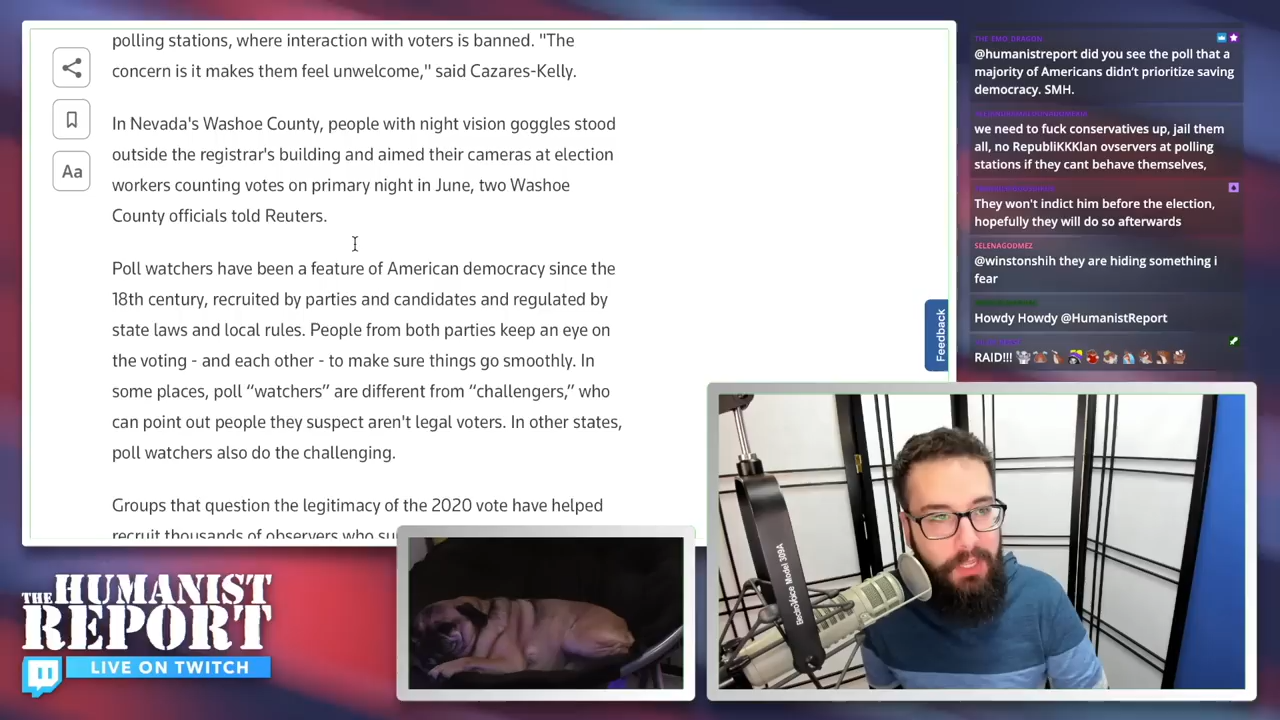 polling stations, where interaction with voters is banned. "The
concern is it makes them feel unwelcome," said Cazares-Kelly.
In Nevada's Washoe County, people with night vision goggles stood
outside the registrar's building and aimed their cameras at election
workers counting votes on primary night in June, two Washoe
County officials told Reuters.
Poll watchers have been a feature of American democracy since the
18th century, recruited by parties and candidates and regulated by
state laws and local rules. People from both parties keep an eye on
the voting - and each other - to make sure things go smoothly. In
some places, poll “watchers” are different from “challengers,” who
can point out people they suspect aren't legal voters. In other states,
poll watchers also do the challenging.
Groups that question the legitimacy of the 2020 vote have helped
recruit thousands of observers who su
Aa
Feedback
THE EMO DRAGON
@humanistreport did you see the poll that a
majority of Americans didn’t prioritize saving
democracy. SMH.
we need to fuck conservatives up, jail them
all, no RepubliKKKlan ovservers at polling
stations if they cant behave themselves,
They won't indict him before the election,
hopefully they will do so afterwards
SELENAGODMEZ
@winstonshih they are hiding something i
fear
Howdy Howdy @HumanistReport
RAID!!!
THE HUMANIST
REPORT
LIVE ON TWITCH
ElectroVoice Model 309A